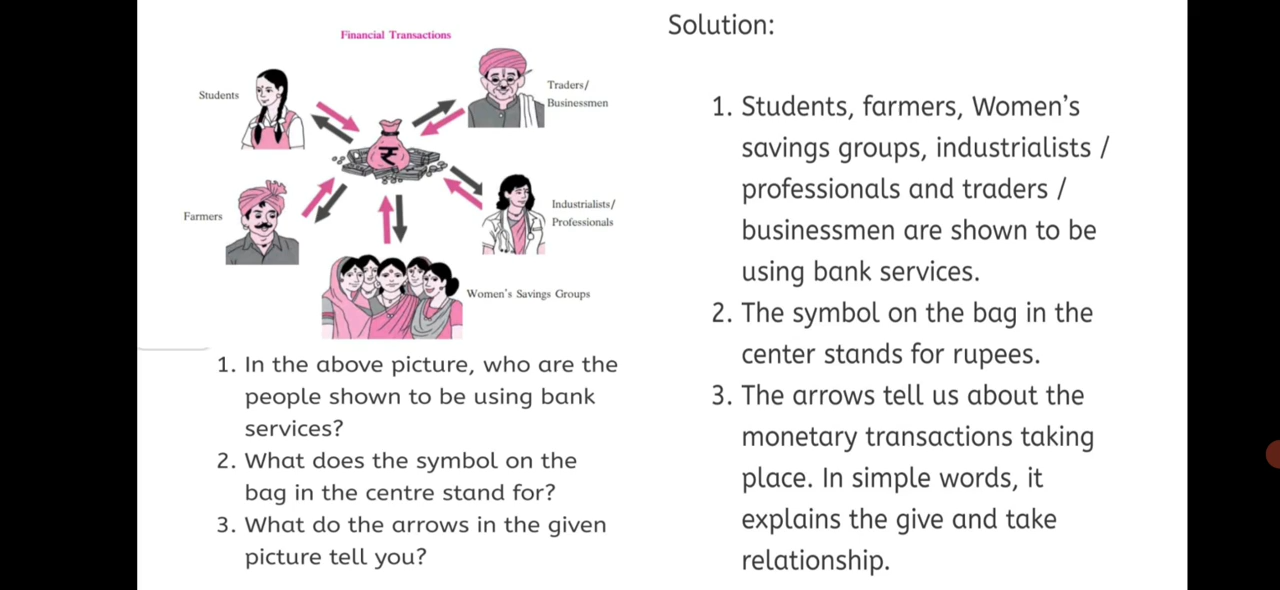 Financial Transactions
Students
Traders/
Businessmen
₹
Farmers
Industrialists/
Professionals
Women's Savings Groups
1. In the above picture, who are the
people shown to be using bank
services?
2. What does the symbol on the
bag in the centre stand for?
3. What do the arrows in the given
picture tell you?
Solution:
1. Students, farmers, Women’s
savings groups, industrialists /
professionals and traders /
businessmen are shown to be
using bank services.
2. The symbol on the bag in the
center stands for rupees.
3. The arrows tell us about the
monetary transactions taking
place. In simple words, it
explains the give and take
relationship.